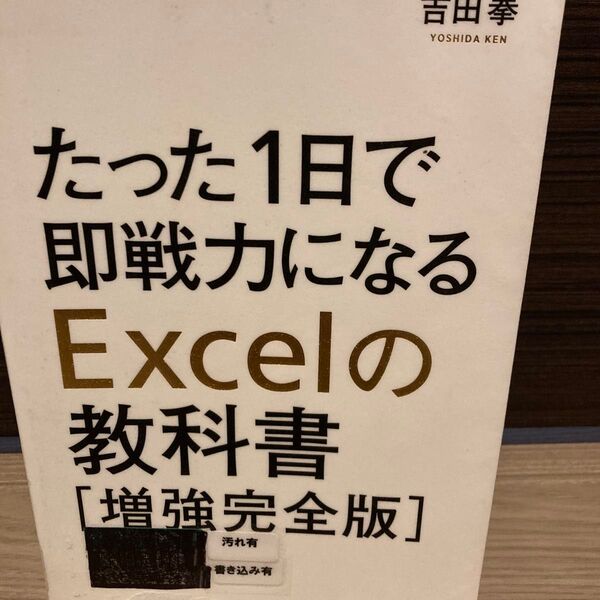 吉田拳
YOSHIDA KEN
たった1日で
即戦力になる
Excelの
教科書
[増強完全版]
汚れ有
書き込み有